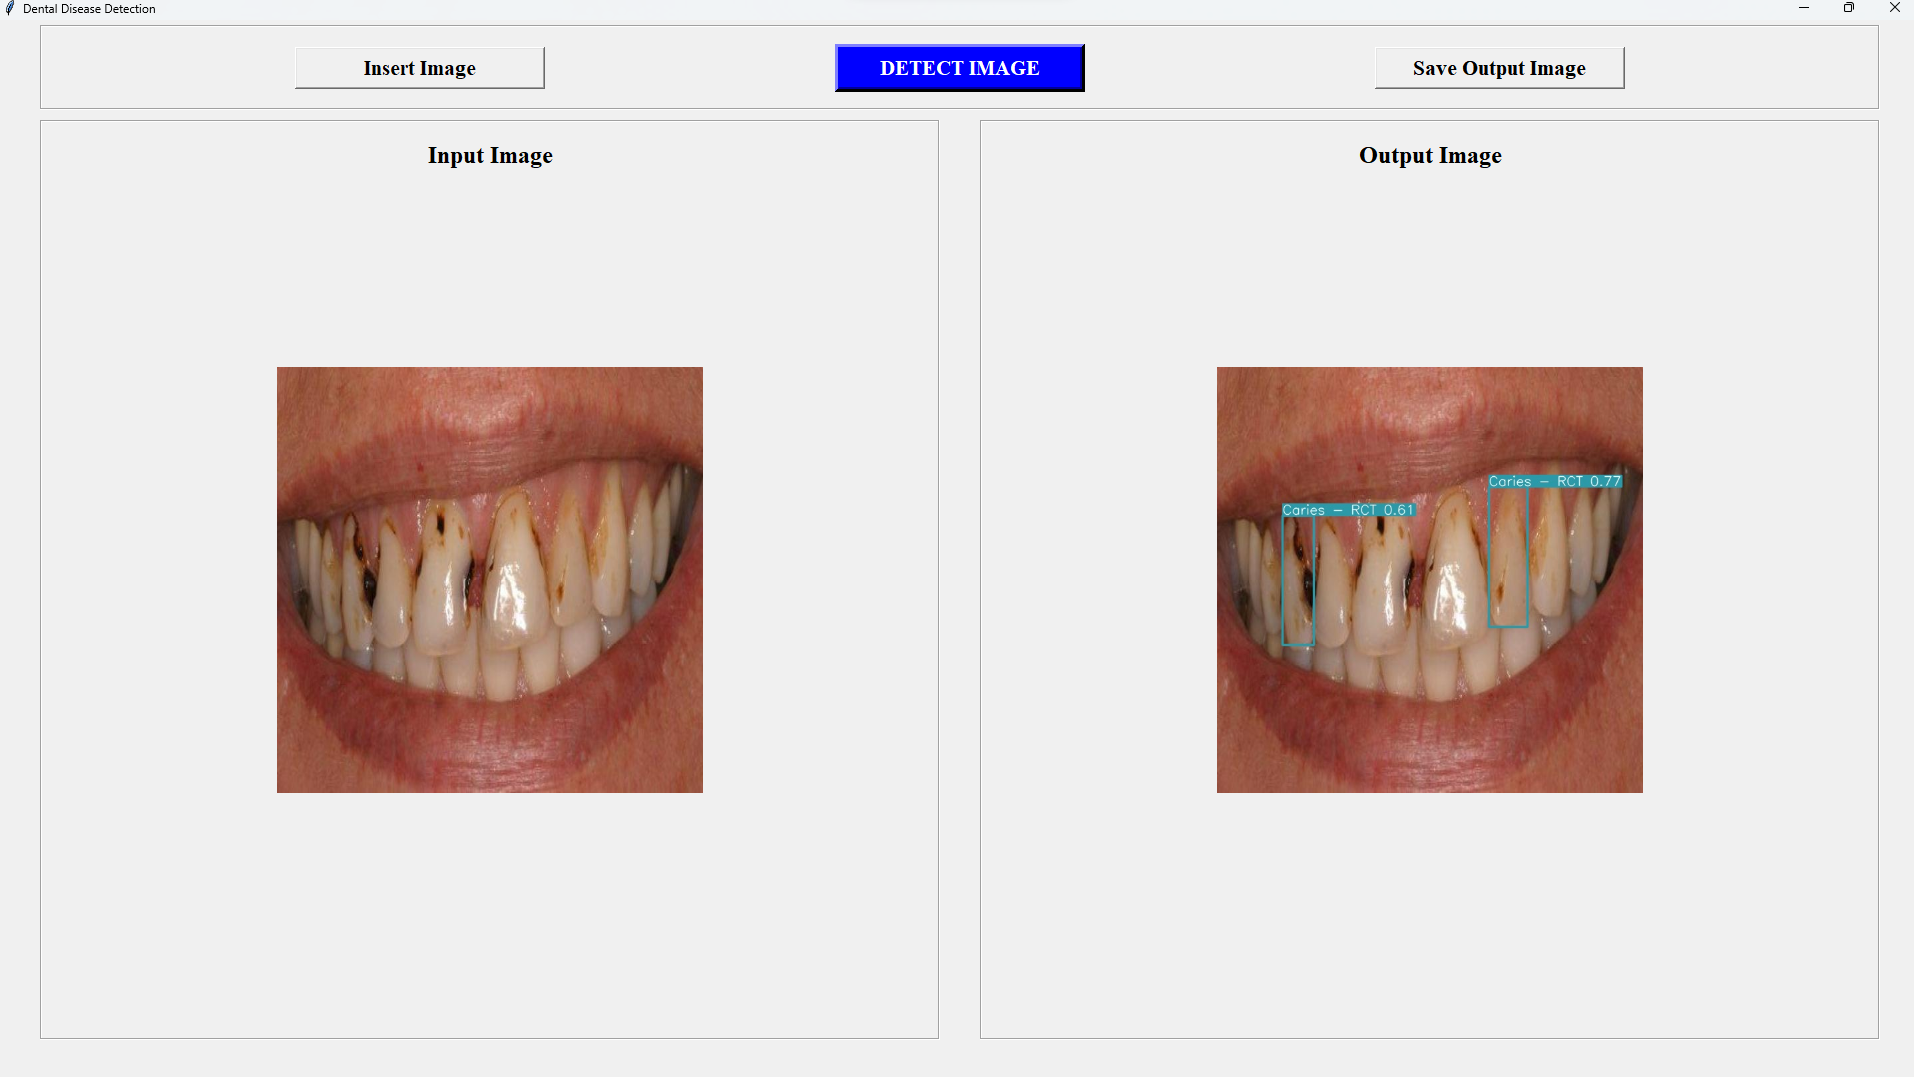 Dental Disease Detection
Insert Image
DETECT IMAGE
Save Output Image
Input Image
Output Image
Caries - RCT 0.77
Caries - RCT 0.61